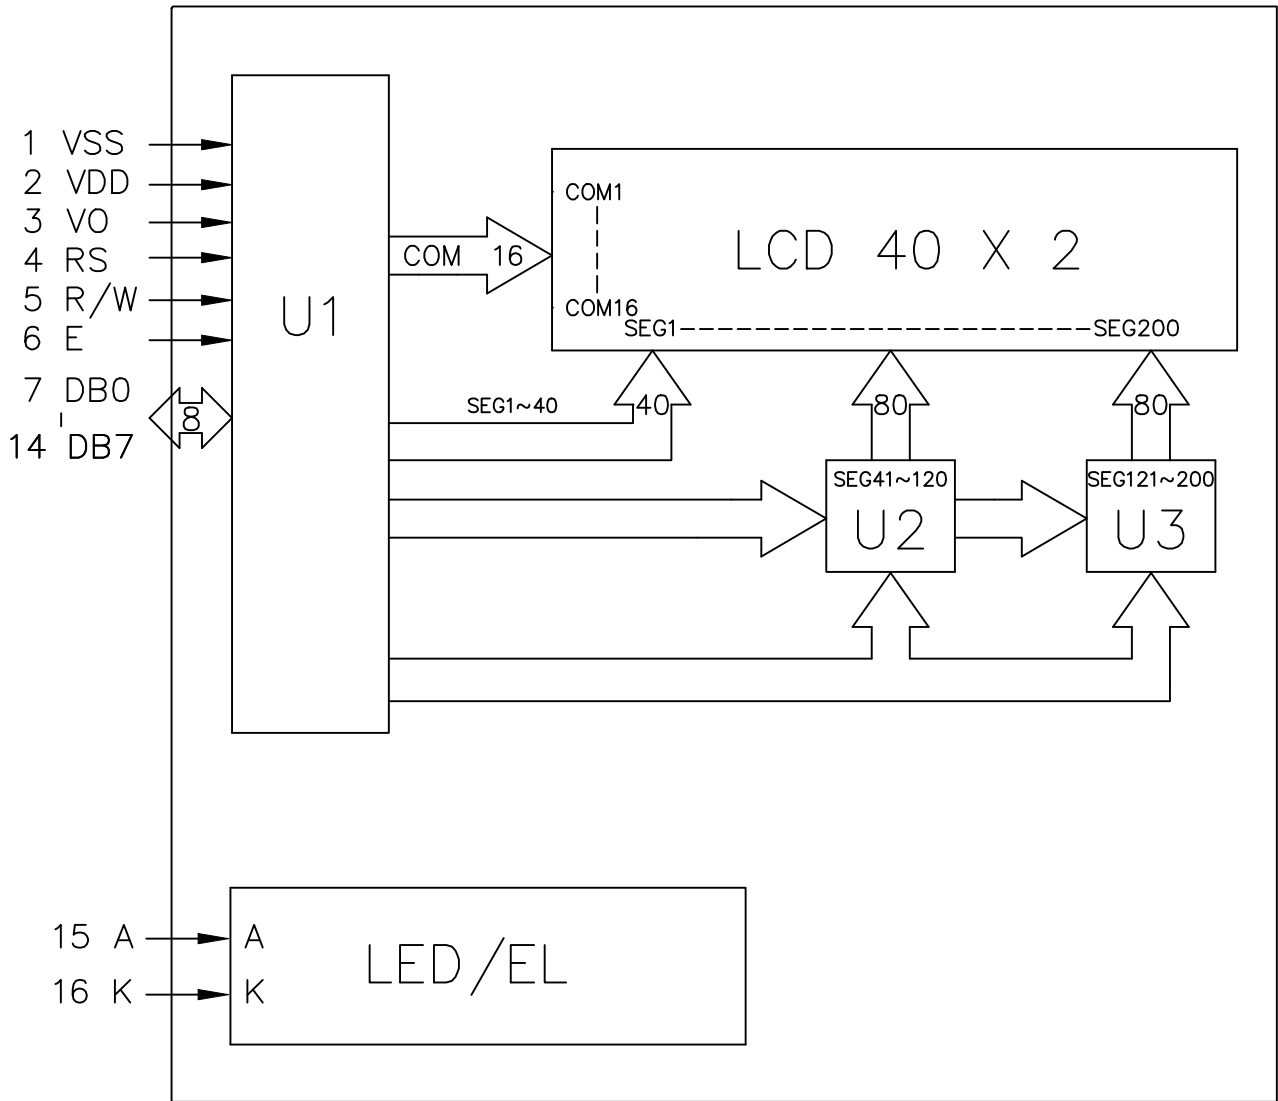 1 VSS
2 VDD
3 VO
4 RS
5 R/W
6 E
7 DB0
14 DB7
8
U1
COM 16
COM1
COM16
LCD 40 X 2
SEG1 SEG200
SEG1~40
40
80
80
SEG41~120
U2
SEG121~200
U3
15 A
16 K
A
K
LED/EL